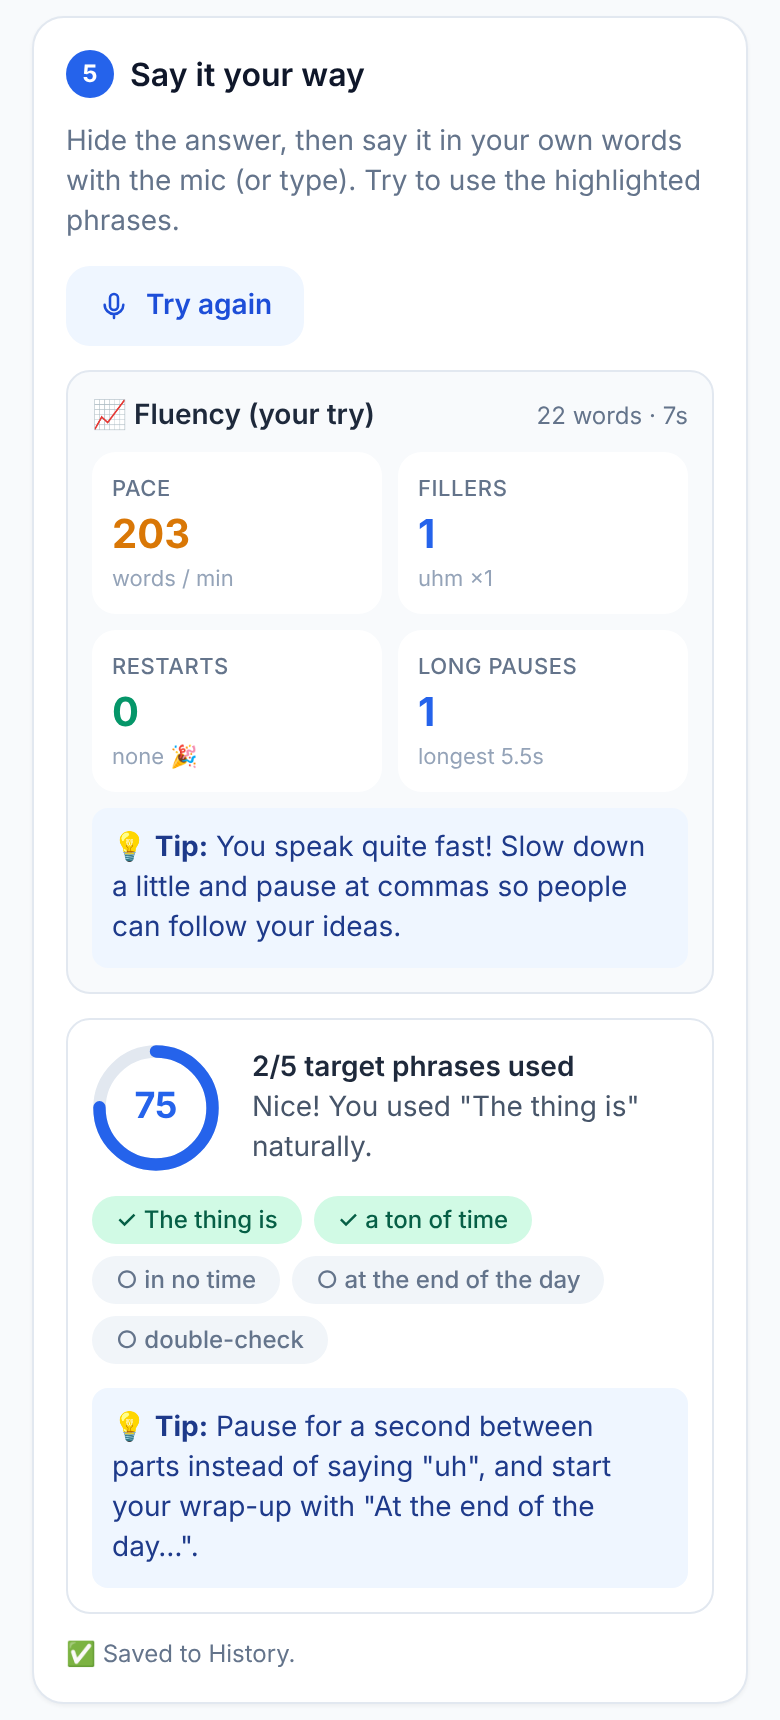 5 Say it your way
Hide the answer, then say it in your own words
with the mic (or type). Try to use the highlighted
phrases.
Try again
📈 Fluency (your try) 22 words · 7s
PACE
203
words / min
FILLERS
1
uhm ×1
RESTARTS
0
none 🎉
LONG PAUSES
1
longest 5.5s
💡 Tip: You speak quite fast! Slow down
a little and pause at commas so people
can follow your ideas.
75
2/5 target phrases used
Nice! You used "The thing is"
naturally.
✓ The thing is ✓ a ton of time
○ in no time ○ at the end of the day
○ double-check
💡 Tip: Pause for a second between
parts instead of saying "uh", and start
your wrap-up with "At the end of the
day...".
✅ Saved to History.